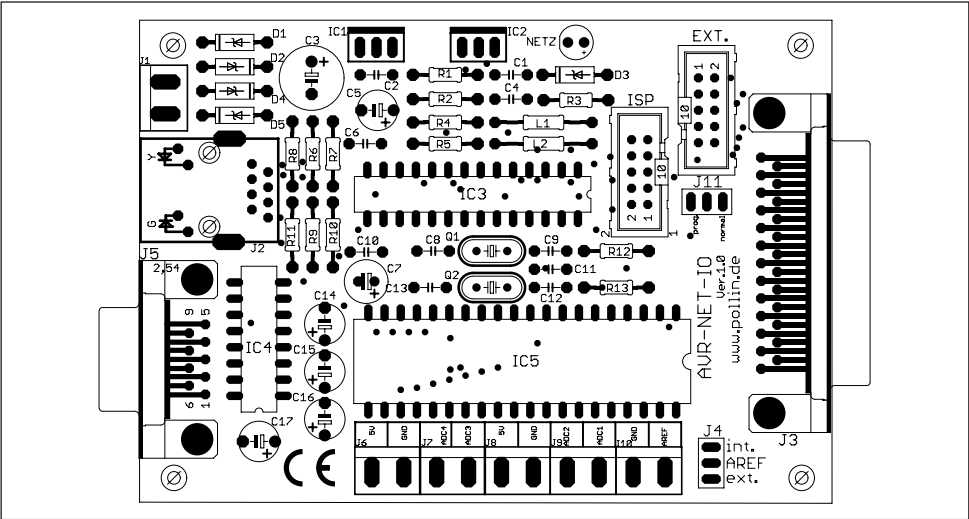 IC1
IC2
NETZ
EXT.
J1
D1
D2
D4
D5
C3
C5
C2
C6
R1
R2
R4
R5
C1
C4
D3
R3
L1
L2
ISP
10
2
1
10
1 2
2
1
J11
prog.
normal
Y
G
J2
R8
R6
R7
R11
R9
R10
IC3
C10
C7
C8
Q1
C9
R12
C11
C13
Q2
C12
R13
J5
2,54
9
5
6
1
IC4
C14
C15
C16
C17
IC5
AVR-NET-IO
Ver.1.0
www.pollin.de
J3
J4
int.
AREF
ext.
J6
5V
GND
J7
ADC4
ADC3
J8
5V
GND
J9
ADC2
ADC1
J10
GND
AREF
CE